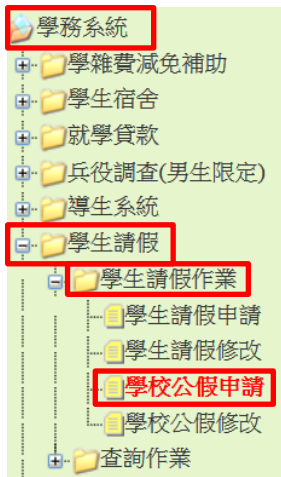 學務系統
學雜費減免補助
學生宿舍
就學貸款
兵役調查(男生限定)
導生系統
學生請假
學生請假作業
學生請假申請
學生請假修改
學校公假申請
學校公假修改
查詢作業